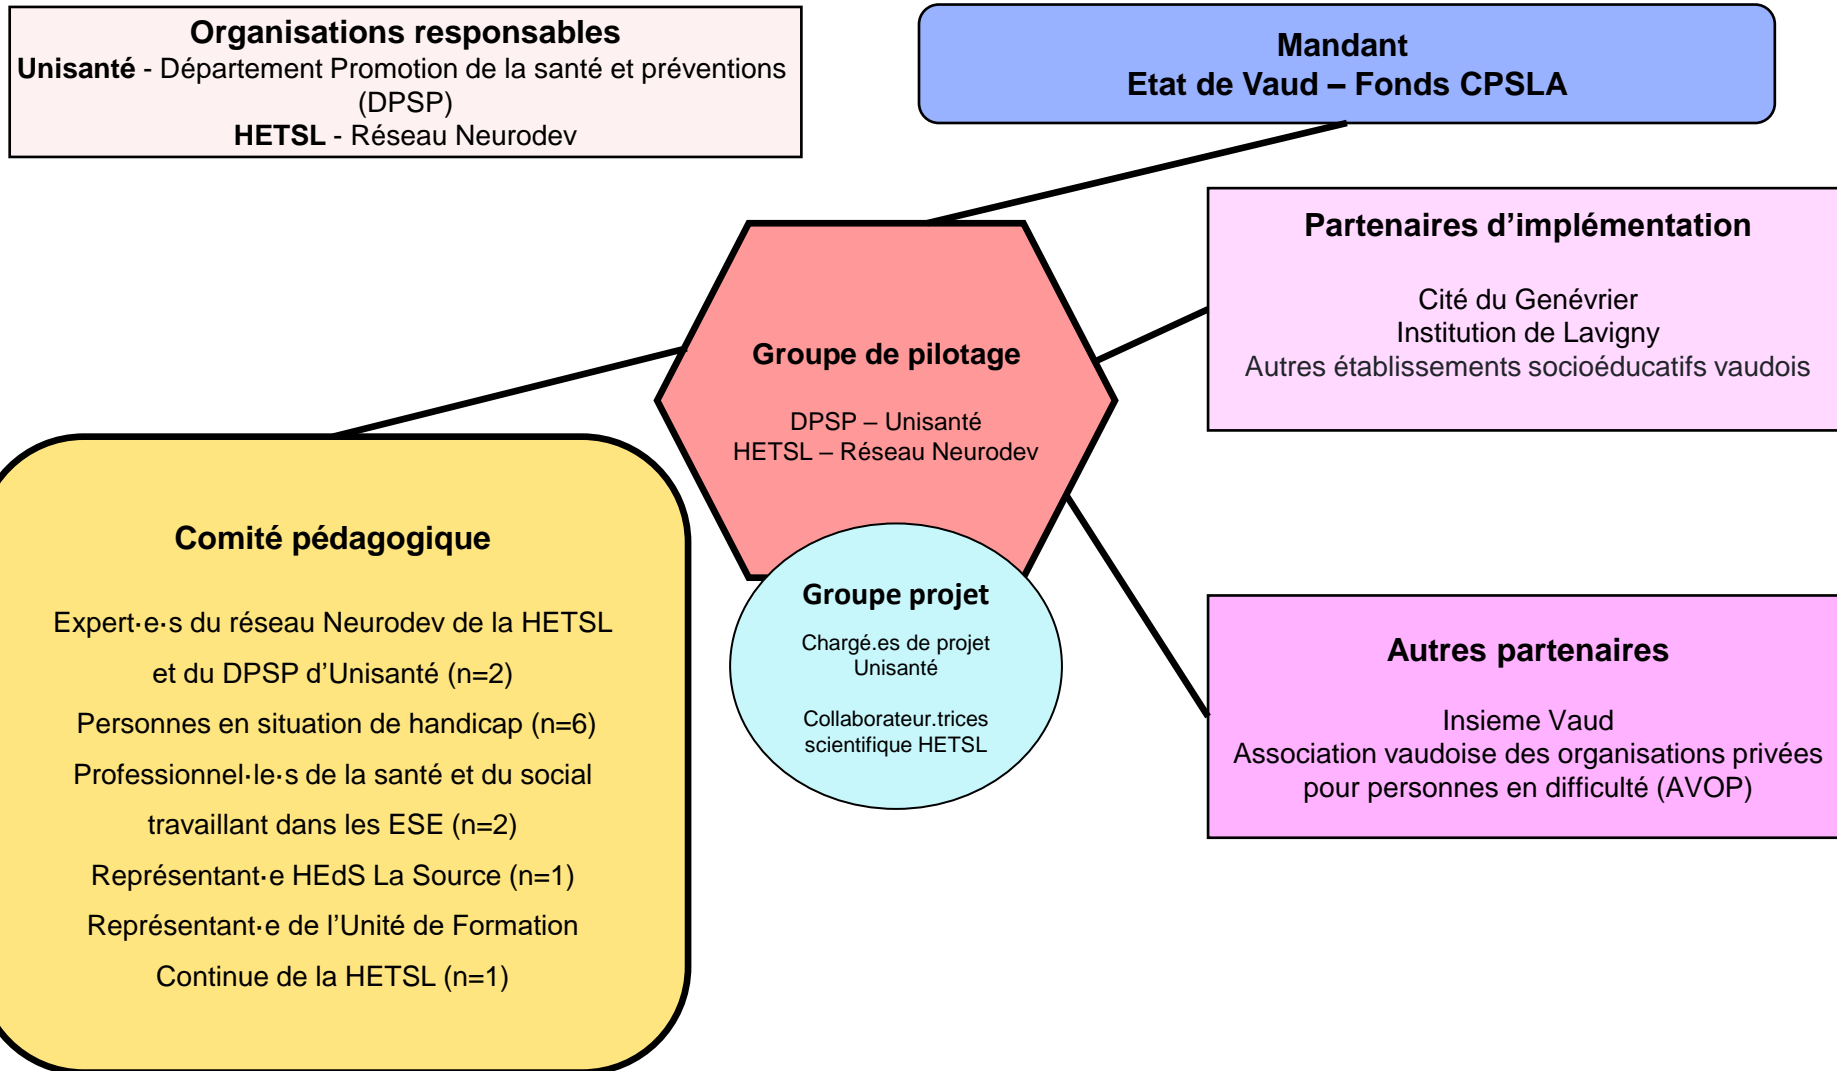 Organisations responsables
Unisanté - Département Promotion de la santé et préventions
(DPSP)
HETSL - Réseau Neurodev
Mandant
Etat de Vaud – Fonds CPSLA
Partenaires d’implémentation
Cité du Genévrier
Institution de Lavigny
Autres établissements socioéducatifs vaudois
Groupe de pilotage
DPSP – Unisanté
HETSL – Réseau Neurodev
Comité pédagogique
Expert·e·s du réseau Neurodev de la HETSL
et du DPSP d’Unisanté (n=2)
Personnes en situation de handicap (n=6)
Professionnel·le·s de la santé et du social
travaillant dans les ESE (n=2)
Représentant·e HEdS La Source (n=1)
Représentant·e de l’Unité de Formation
Continue de la HETSL (n=1)
Groupe projet
Chargé.es de projet
Unisanté
Collaborateur.trices
scientifique HETSL
Autres partenaires
Insieme Vaud
Association vaudoise des organisations privées
pour personnes en difficulté (AVOP)